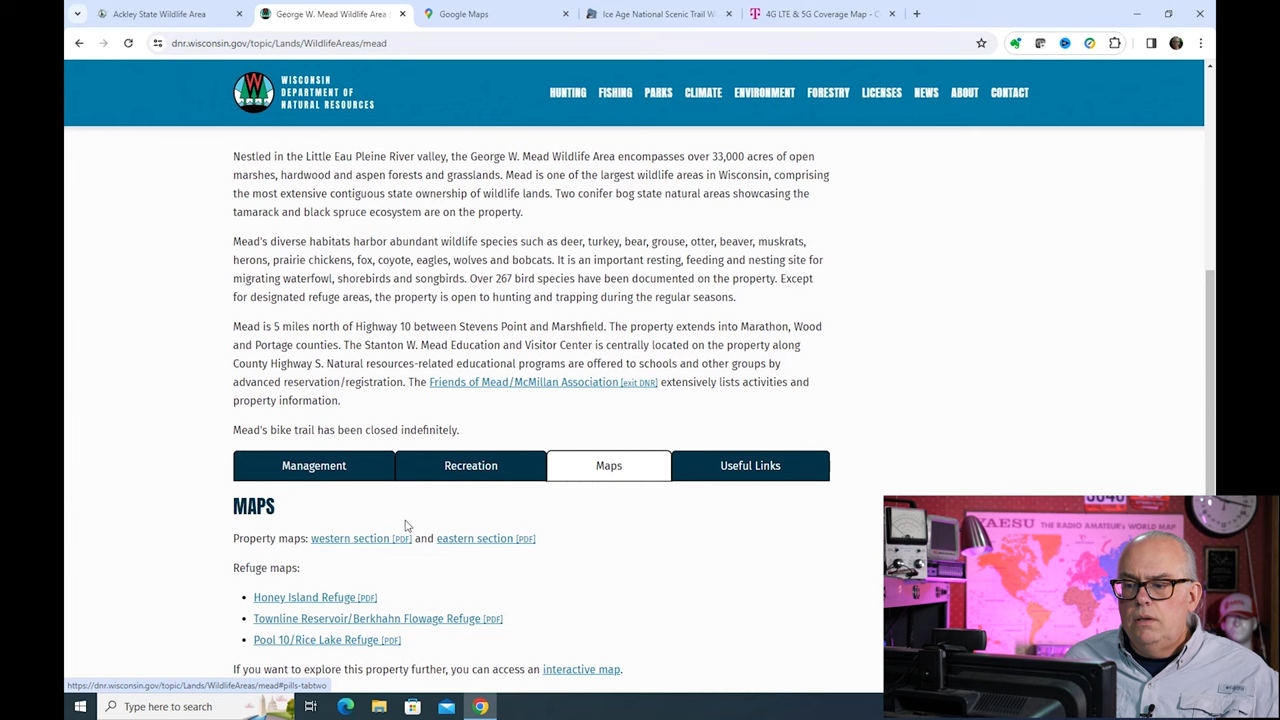 Ackley State Wildlife Area
George W. Mead Wildlife Area
Google Maps
Ice Age National Scenic Trail W
4G LTE & 5G Coverage Map - C
dnr.wisconsin.gov/topic/Lands/WildlifeAreas/mead
WISCONSIN
DEPARTMENT OF
NATURAL RESOURCES
HUNTING FISHING PARKS CLIMATE ENVIRONMENT FORESTRY LICENSES NEWS ABOUT CONTACT
Nestled in the Little Eau Pleine River valley, the George W. Mead Wildlife Area encompasses over 33,000 acres of open
marshes, hardwood and aspen forests and grasslands. Mead is one of the largest wildlife areas in Wisconsin, comprising
the most extensive contiguous state ownership of wildlife lands. Two conifer bog state natural areas showcasing the
tamarack and black spruce ecosystem are on the property.
Mead's diverse habitats harbor abundant wildlife species such as deer, turkey, bear, grouse, otter, beaver, muskrats,
herons, prairie chickens, fox, coyote, eagles, wolves and bobcats. It is an important resting, feeding and nesting site for
migrating waterfowl, shorebirds and songbirds. Over 267 bird species have been documented on the property. Except
for designated refuge areas, the property is open to hunting and trapping during the regular seasons.
Mead is 5 miles north of Highway 10 between Stevens Point and Marshfield. The property extends into Marathon, Wood
and Portage counties. The Stanton W. Mead Education and Visitor Center is centrally located on the property along
County Highway S. Natural resources-related educational programs are offered to schools and other groups by
advanced reservation/registration. The Friends of Mead/McMillan Association [exit DNR] extensively lists activities and
property information.
Mead's bike trail has been closed indefinitely.
Management Recreation Maps Useful Links
MAPS
Property maps: western section [PDF] and eastern section [PDF]
Refuge maps:
• Honey Island Refuge [PDF]
• Townline Reservoir/Berkhahn Flowage Refuge [PDF]
• Pool 10/Rice Lake Refuge [PDF]
If you want to explore this property further, you can access an interactive map.
https://dnr.wisconsin.gov/topic/Lands/WildlifeAreas/mead#pills-tabtwo
Type here to search
YAESU
THE RADIO AMATEUR'S WORLD MAP